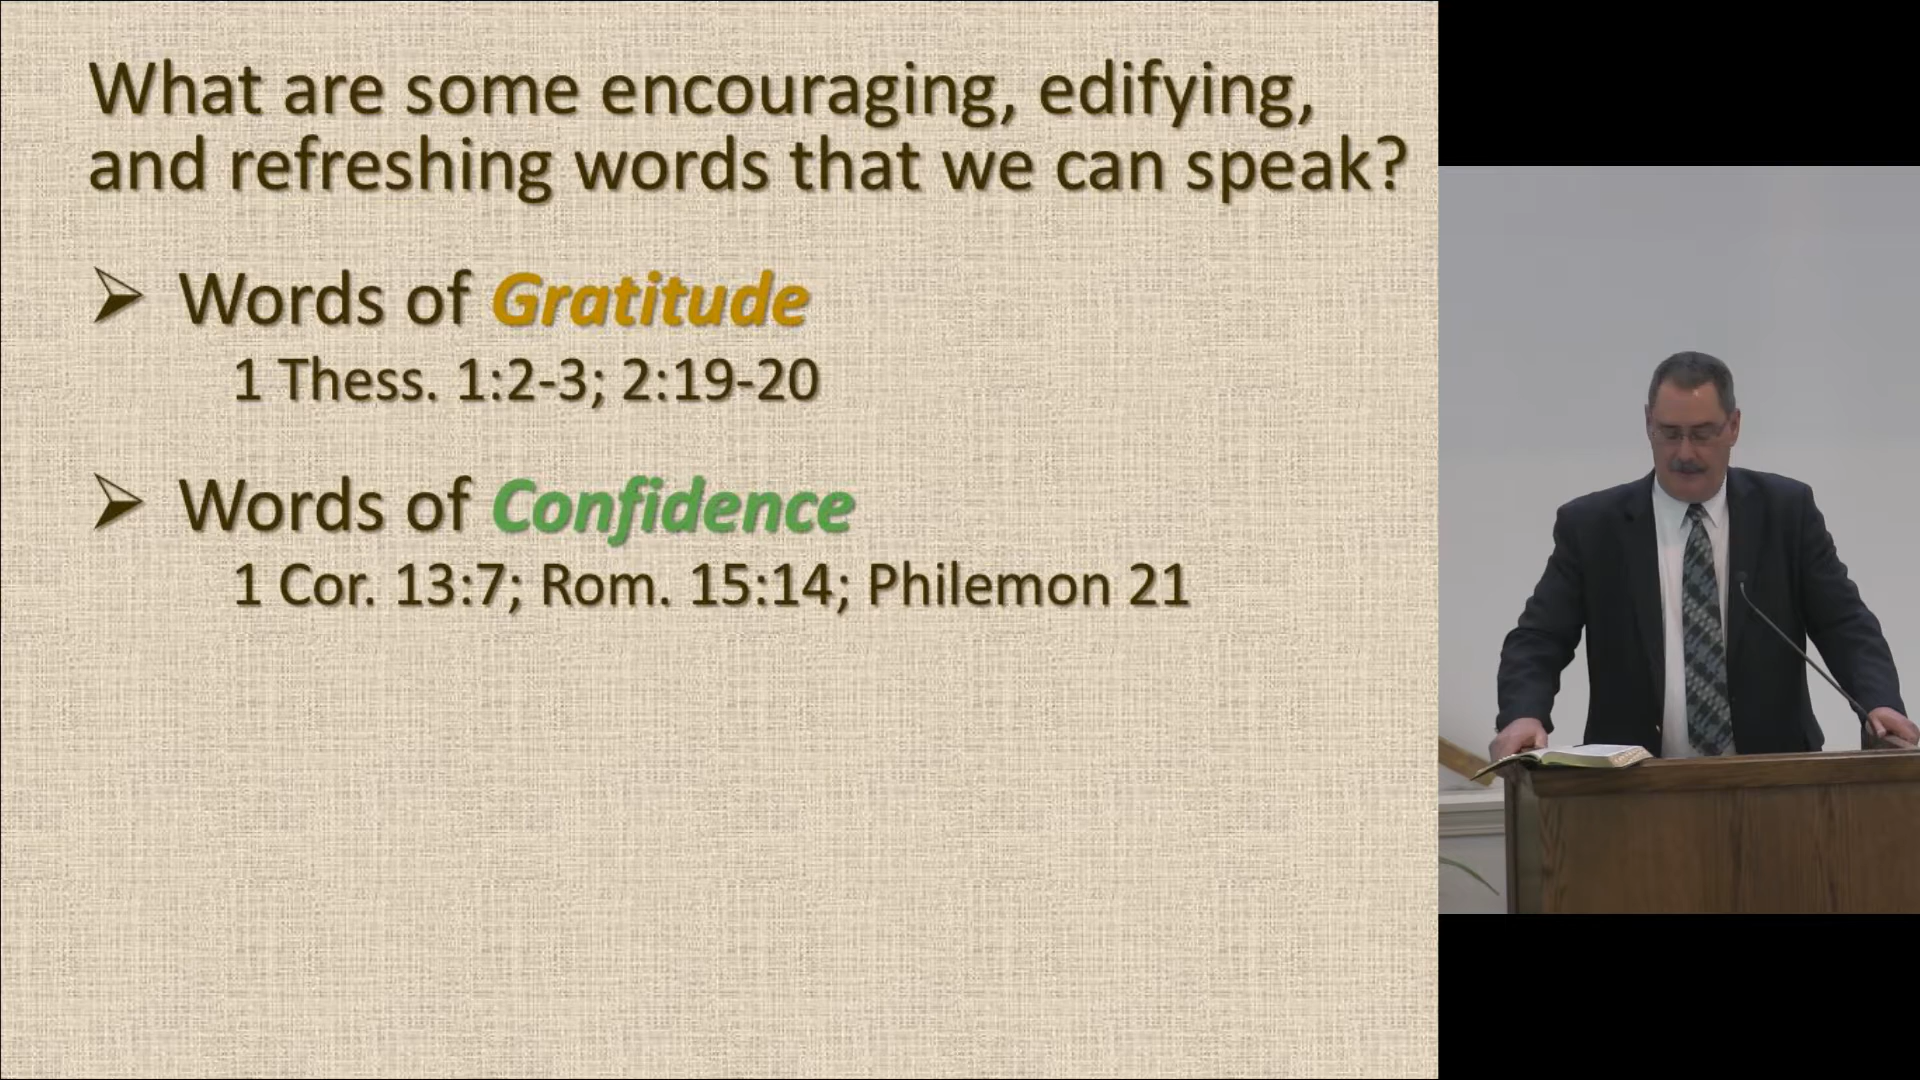 What are some encouraging, edifying,
and refreshing words that we can speak?
➢ Words of Gratitude
1 Thess. 1:2-3; 2:19-20
➢ Words of Confidence
1 Cor. 13:7; Rom. 15:14; Philemon 21